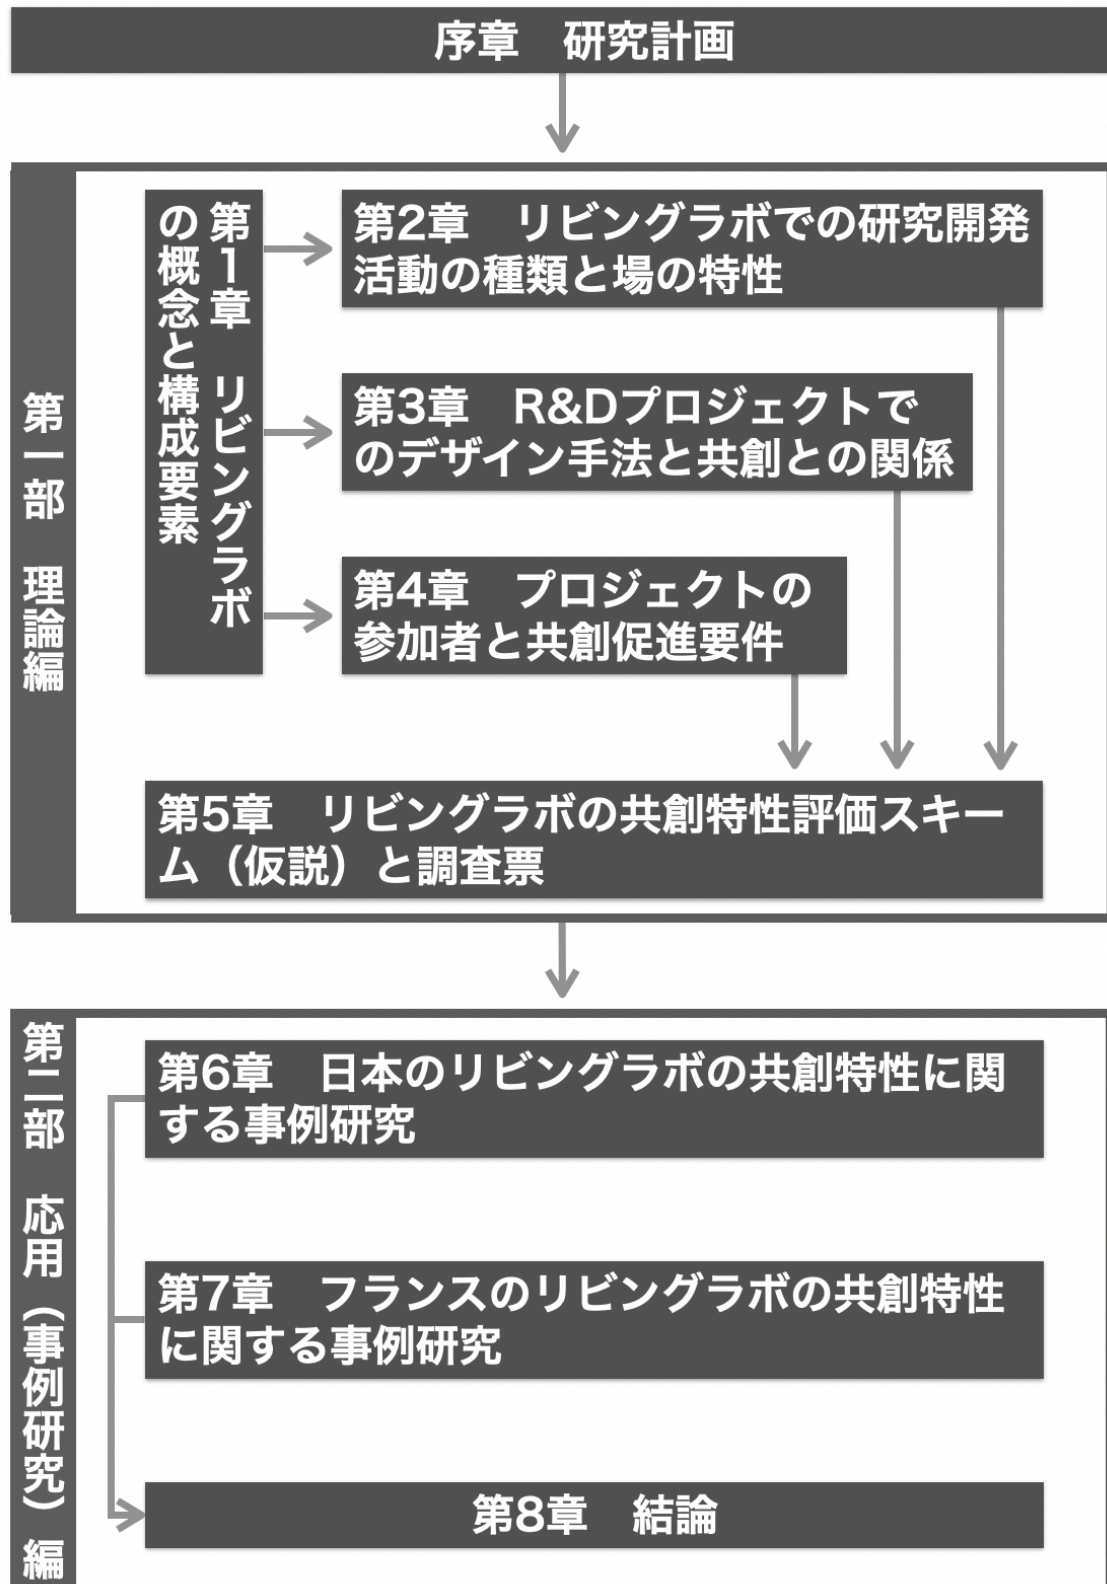 序章　研究計画
第一部　理論編
第1章　リビングラボ
の概念と構成要素
第2章　リビングラボでの研究開発
活動の種類と場の特性
第3章　R&Dプロジェクトで
のデザイン手法と共創との関係
第4章　プロジェクトの
参加者と共創促進要件
第5章　リビングラボの共創特性評価スキー
ム（仮説）と調査票
第二部　応用（事例研究）編
第6章　日本のリビングラボの共創特性に関
する事例研究
第7章　フランスのリビングラボの共創特性
に関する事例研究
第8章　結論